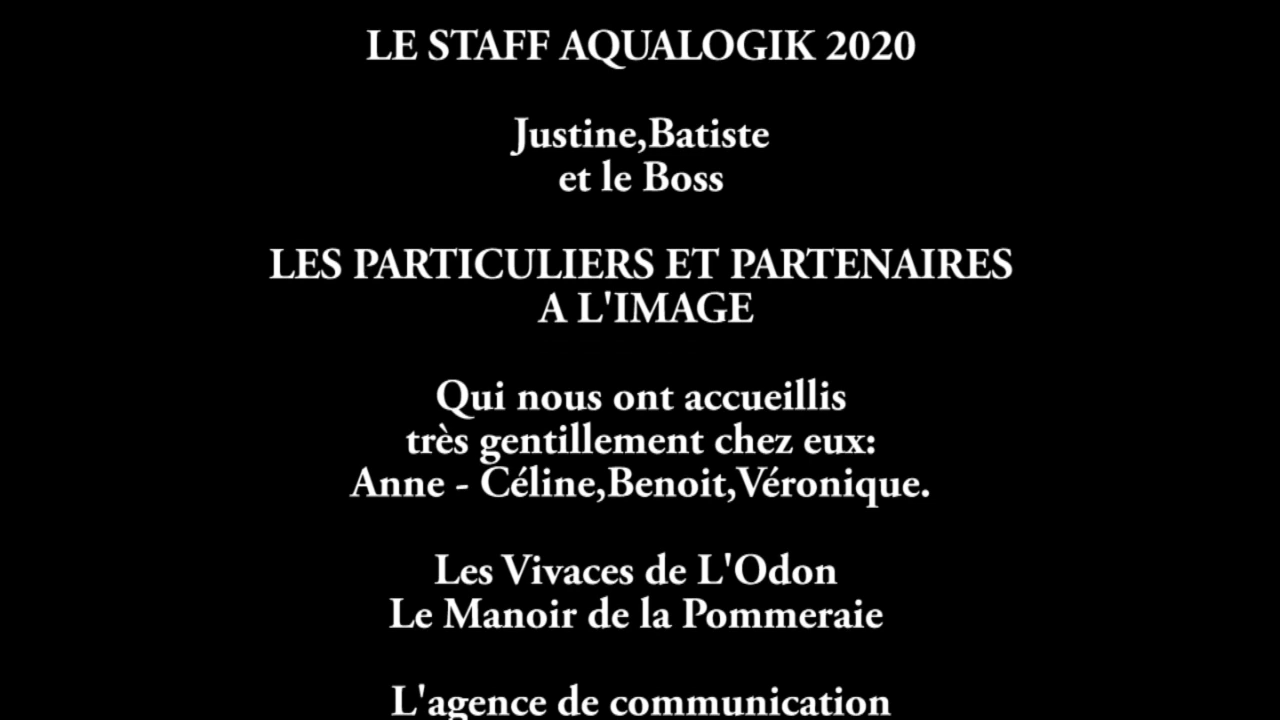 LE STAFF AQUALOGIK 2020
Justine,Batiste
et le Boss
LES PARTICULIERS ET PARTENAIRES
A L'IMAGE
Qui nous ont accueillis
très gentillement chez eux:
Anne - Céline,Benoit,Véronique.
Les Vivaces de L'Odon
Le Manoir de la Pommeraie
L'agence de communication